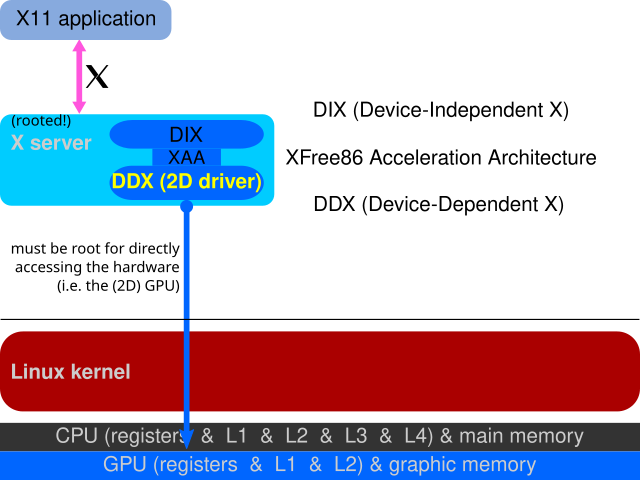 X11 application
X
(rooted!)
X server
DIX
XAA
DDX (2D driver)
DIX (Device-Independent X)
XFree86 Acceleration Architecture
DDX (Device-Dependent X)
must be root for directly
accessing the hardware
(i.e. the (2D) GPU)
Linux kernel
CPU (registers & L1 & L2 & L3 & L4) & main memory
GPU (registers & L1 & L2) & graphic memory